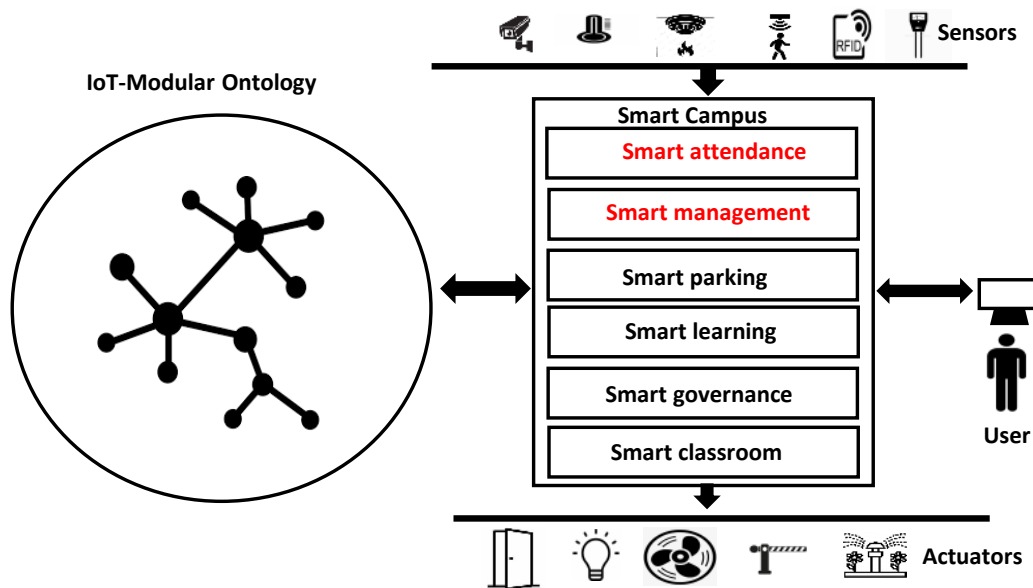 Sensors
RFID
IoT-Modular Ontology
Smart Campus
Smart attendance
Smart management
Smart parking
Smart learning
Smart governance
Smart classroom
User
Actuators